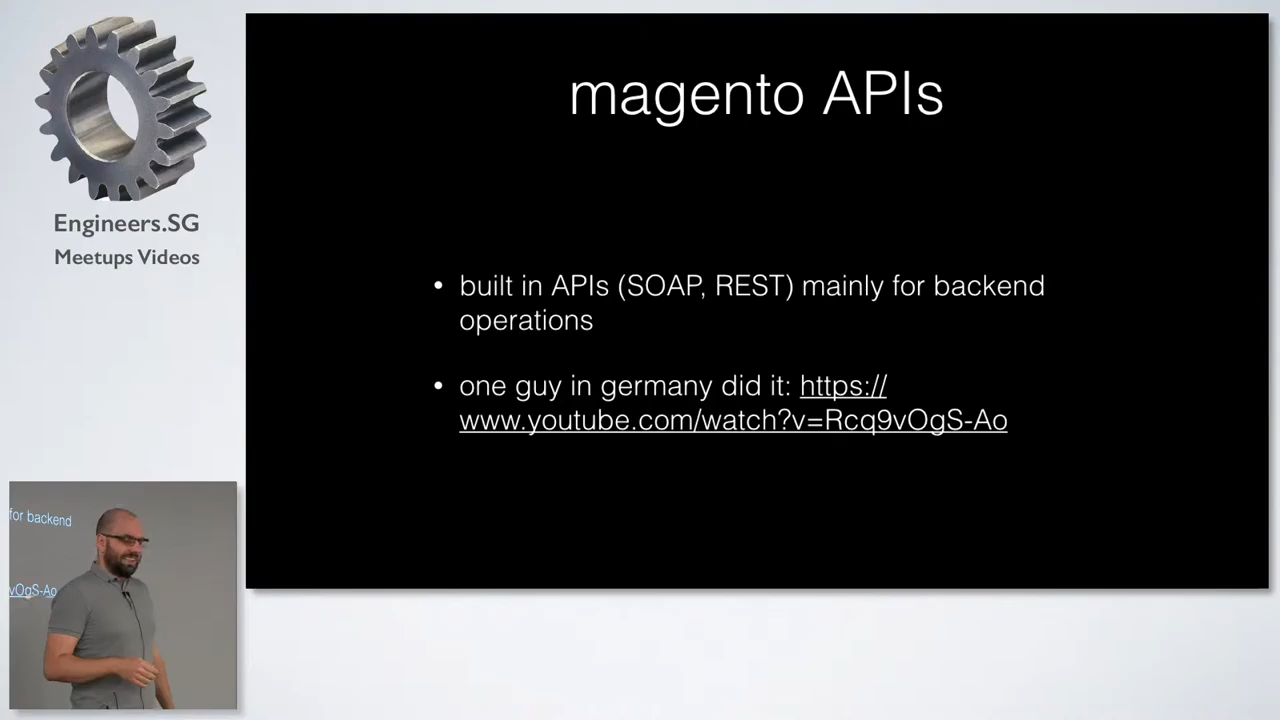 Engineers.SG
Meetups Videos
magento APIs
• built in APIs (SOAP, REST) mainly for backend
operations
• one guy in germany did it: https://
www.youtube.com/watch?v=Rcq9vOgS-Ao
for backend
vOgS-Ao